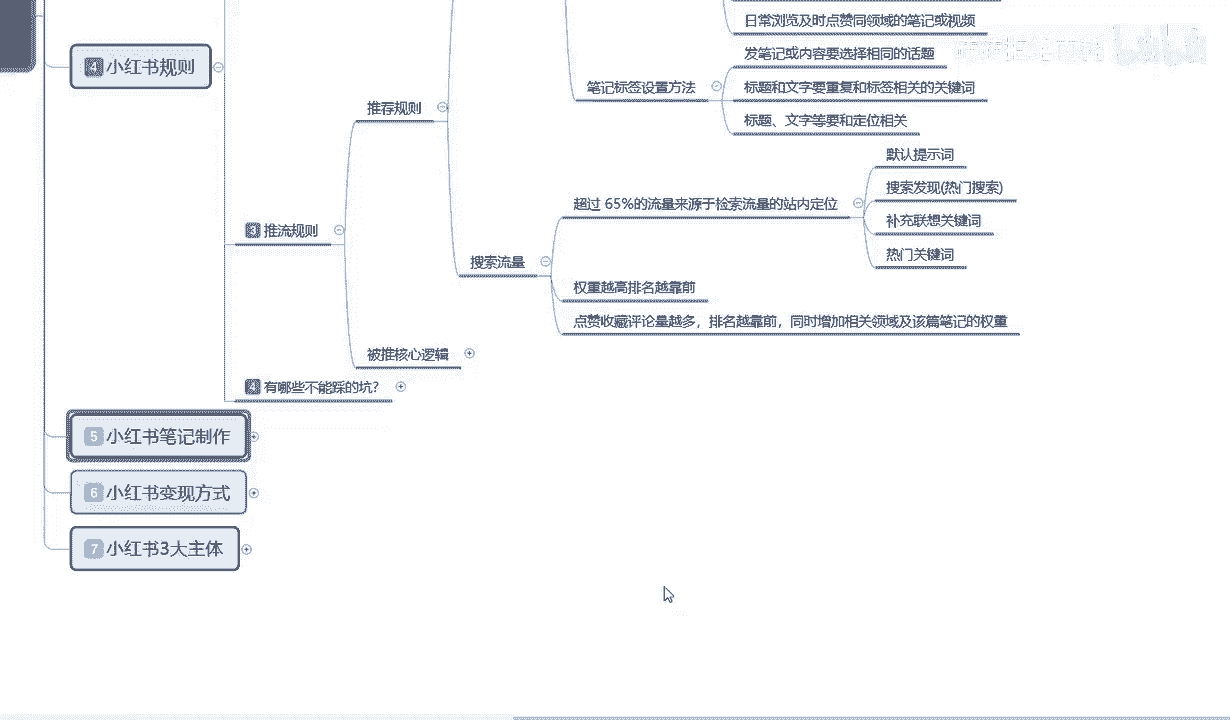 日常浏览及时点赞同领域的笔记或视频
发笔记或内容要选择相同的话题
4 小红书规则
笔记标签设置方法
标题和文字要重复和标签相关的关键词
推荐规则
标题、文字等要和定位相关
默认提示词
搜索发现(热门搜索)
超过 65%的流量来源于检索流量的站内定位
补充联想关键词
3 推流规则
热门关键词
搜索流量
权重越高排名越靠前
点赞收藏评论量越多，排名越靠前，同时增加相关领域及该篇笔记的权重
被推核心逻辑
4 有哪些不能踩的坑？
5 小红书笔记制作
6 小红书变现方式
7 小红书3大主体